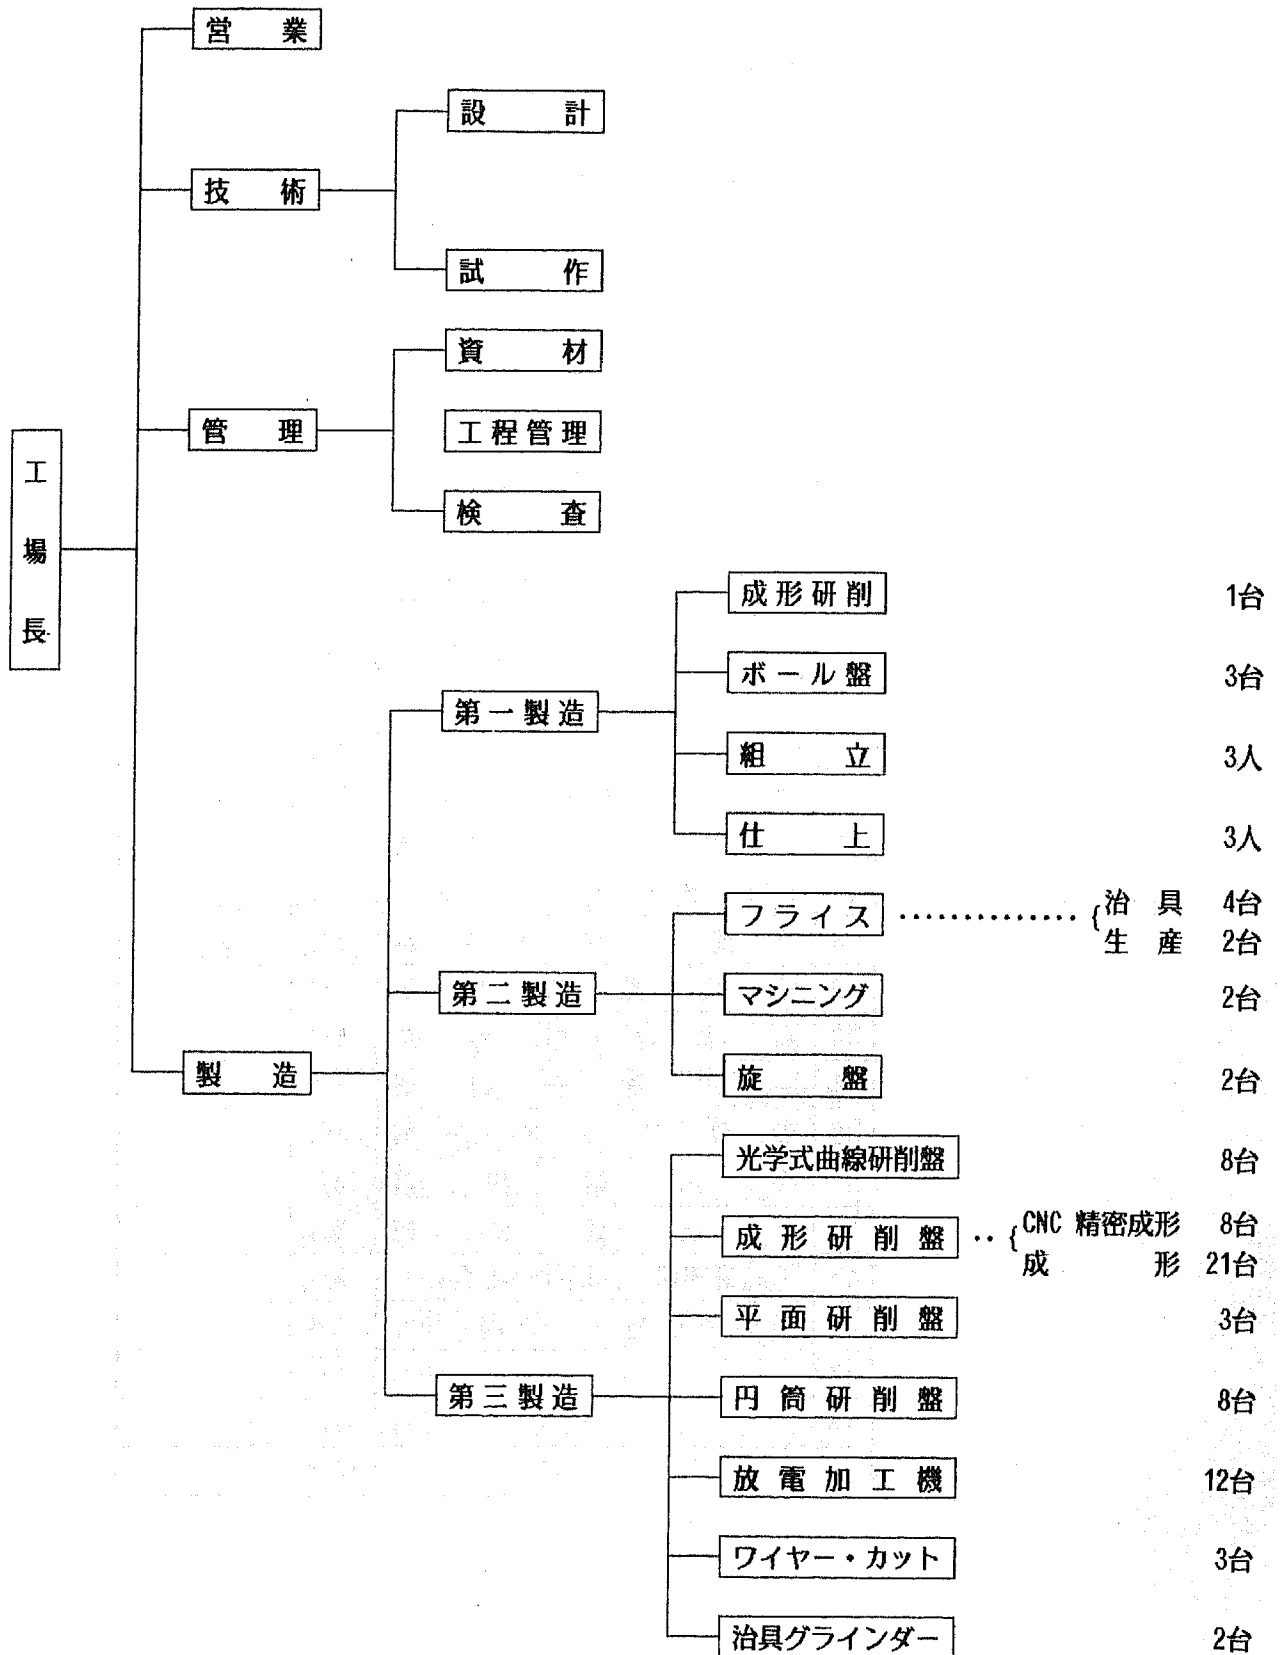 営業
設計
技術
試作
資材
管理
工程管理
検査
工場長
成形研削 1台
ボール盤 3台
第一製造
組立 3人
仕上 3人
フライス ・・・・・・・・・・・・・・ { 治具 4台
生産 2台
第二製造
マシニング 2台
製造
旋盤 2台
光学式曲線研削盤 8台
成形研削盤 ・・ { CNC 精密成形 8台
成形 21台
平面研削盤 3台
第三製造
円筒研削盤 8台
放電加工機 12台
ワイヤー・カット 3台
治具グラインダー 2台